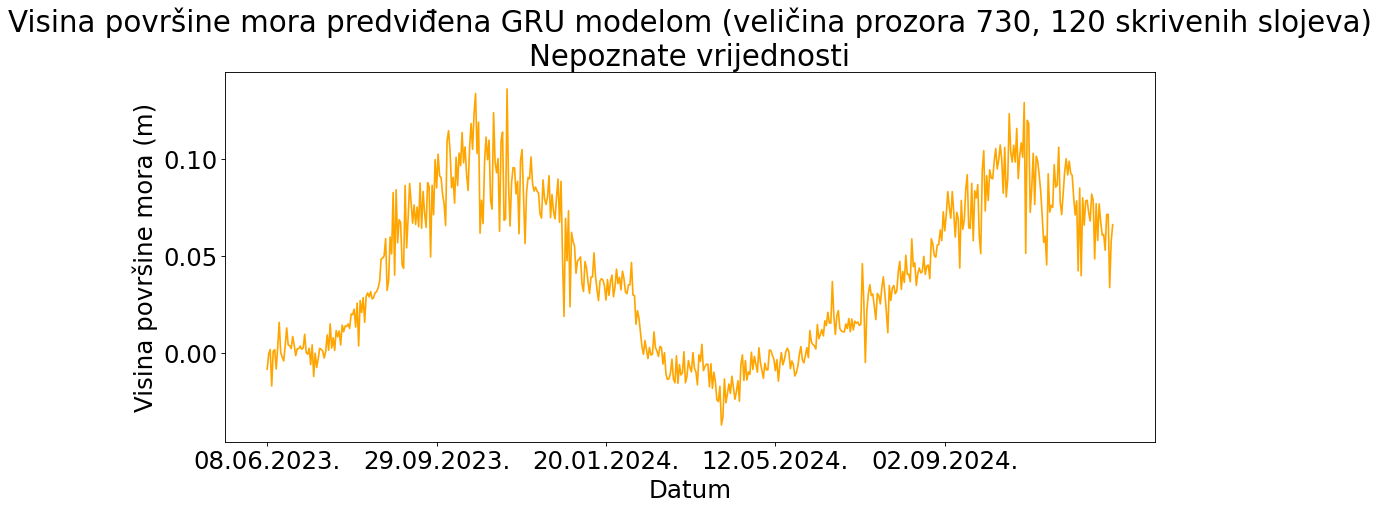 Visina površine mora predviđena GRU modelom (veličina prozora 730, 120 skrivenih slojeva)
Nepoznate vrijednosti
Visina površine mora (m)
0.10
0.05
0.00
08.06.2023. 29.09.2023. 20.01.2024. 12.05.2024. 02.09.2024.
Datum